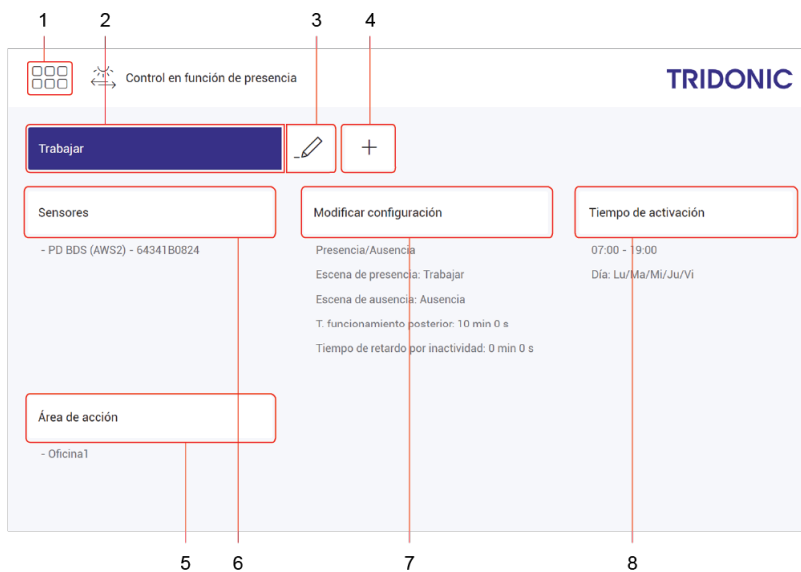 1 2 3 4
Control en función de presencia
TRIDONIC
Trabajar
Sensores
Modificar configuración
Tiempo de activación
- PD BDS (AWS2) - 64341B0824
Presencia/Ausencia
07:00 - 19:00
Escena de presencia: Trabajar
Día: Lu/Ma/Mi/Ju/Vi
Escena de ausencia: Ausencia
T. funcionamiento posterior: 10 min 0 s
Tiempo de retardo por inactividad: 0 min 0 s
Área de acción
- Oficina1
5 6 7 8